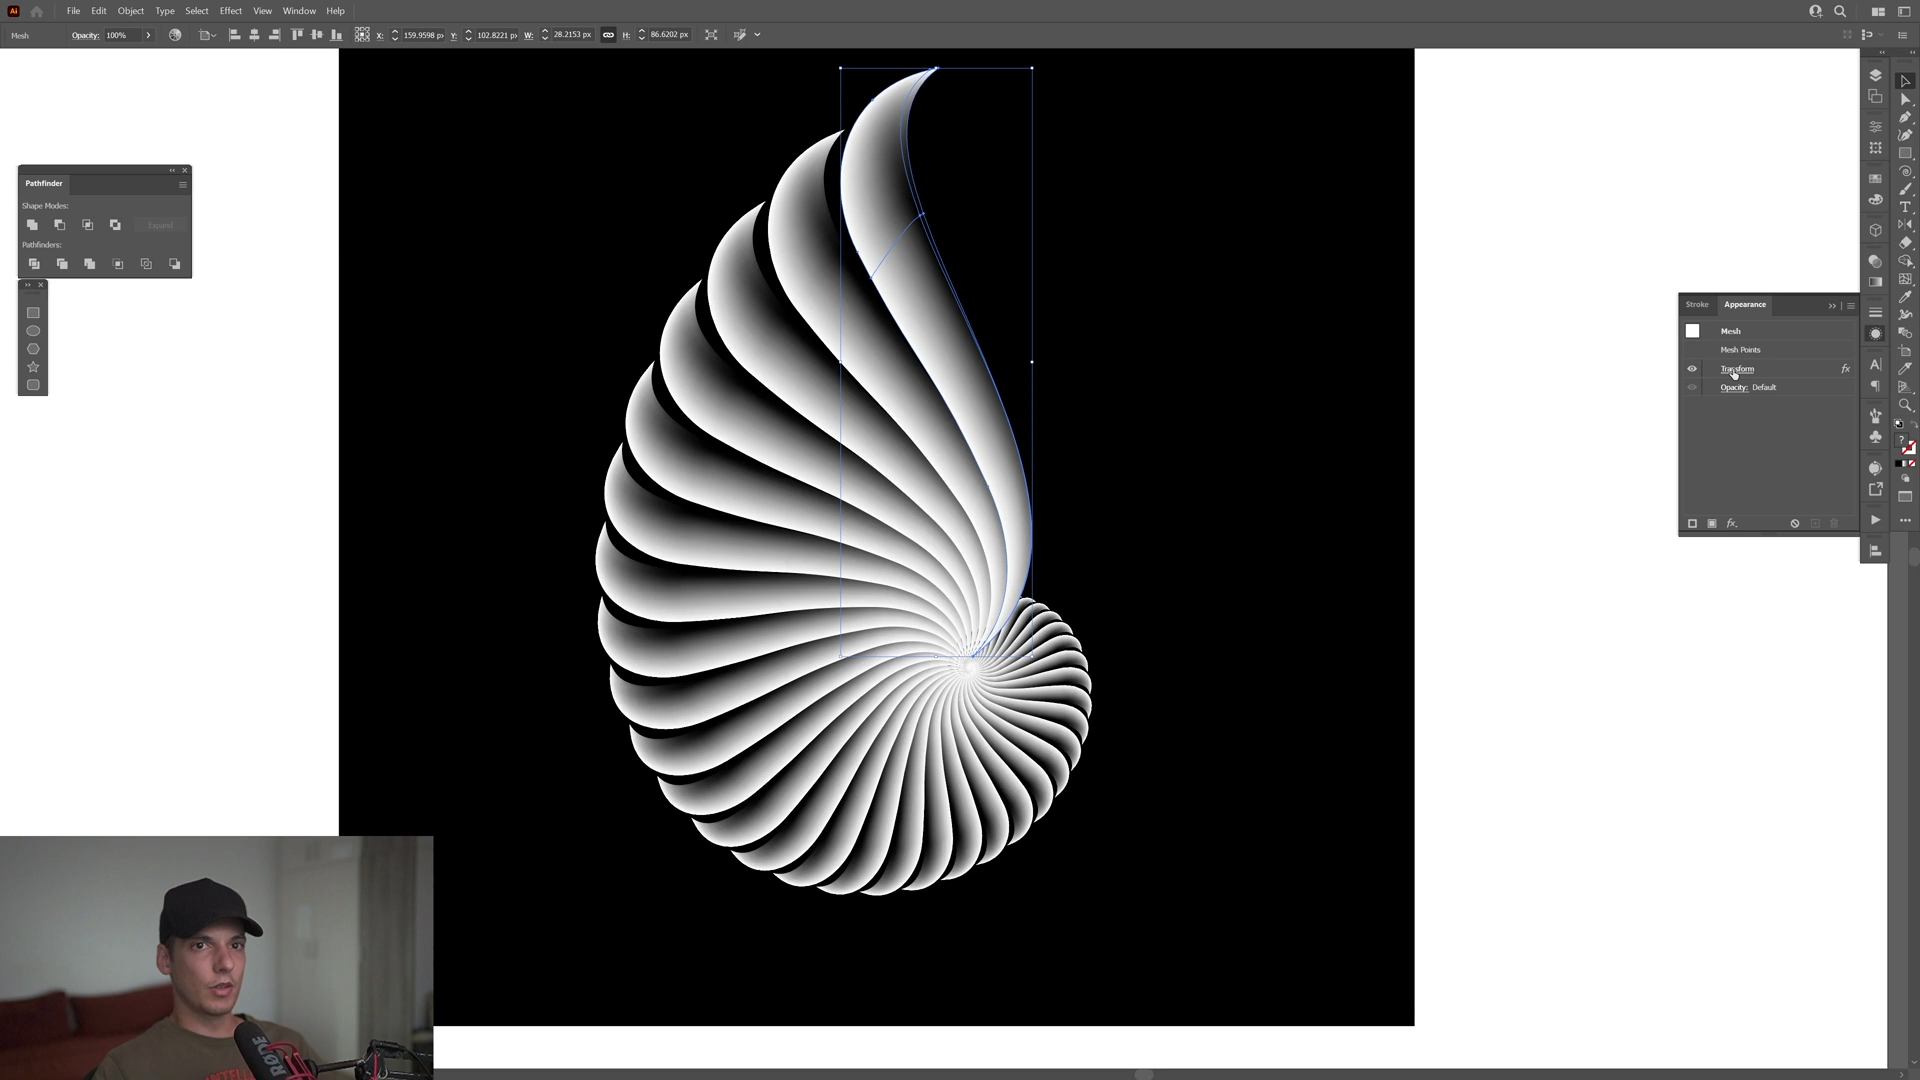 Ai File Edit Object Type Select Effect View Window Help
Mesh Opacity: 100% X: 159.9598 px Y: 102.8221 px W: 28.2153 px H: 86.6202 px
Pathfinder
Shape Modes:
Expand
Pathfinders:
Stroke Appearance
Mesh
Mesh Points
Transform fx
Opacity: Default
fx.
RØDE